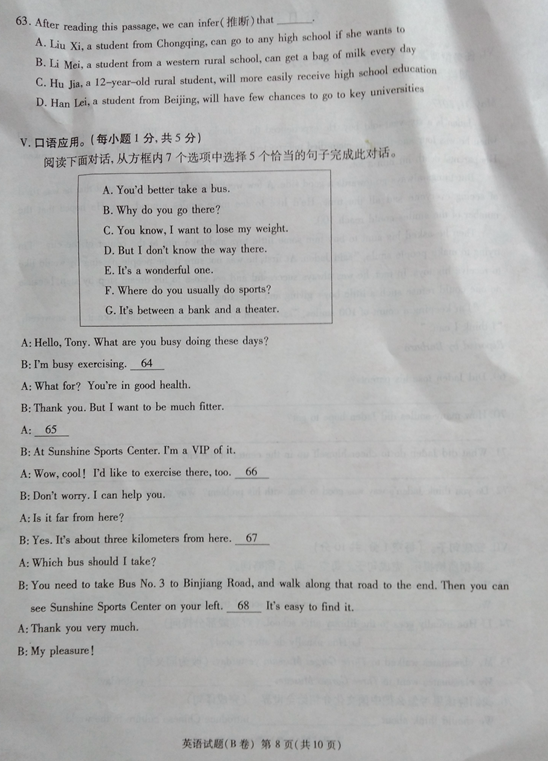 63. After reading this passage, we can infer(推断)that ______.
A. Liu Xi, a student from Chongqing, can go to any high school if she wants to
B. Li Mei, a student from a western rural school, can get a bag of milk every day
C. Hu Jia, a 12-year-old rural student, will more easily receive high school education
D. Han Lei, a student from Beijing, will have few chances to go to key universities
V. 口语应用。(每小题1分,共5分)
阅读下面对话,从方框内7个选项中选择5个恰当的句子完成此对话。
A. You'd better take a bus.
B. Why do you go there?
C. You know, I want to lose my weight.
D. But I don't know the way there.
E. It's a wonderful one.
F. Where do you usually do sports?
G. It's between a bank and a theater.
A: Hello, Tony. What are you busy doing these days?
B: I'm busy exercising. 64
A: What for? You're in good health.
B: Thank you. But I want to be much fitter.
A: 65
B: At Sunshine Sports Center. I'm a VIP of it.
A: Wow, cool! I'd like to exercise there, too. 66
B: Don't worry. I can help you.
A: Is it far from here?
B: Yes. It's about three kilometers from here. 67
A: Which bus should I take?
B: You need to take Bus No. 3 to Binjiang Road, and walk along that road to the end. Then you can
see Sunshine Sports Center on your left. 68 It's easy to find it.
A: Thank you very much.
B: My pleasure!
英语试题(B卷) 第8页(共10页)